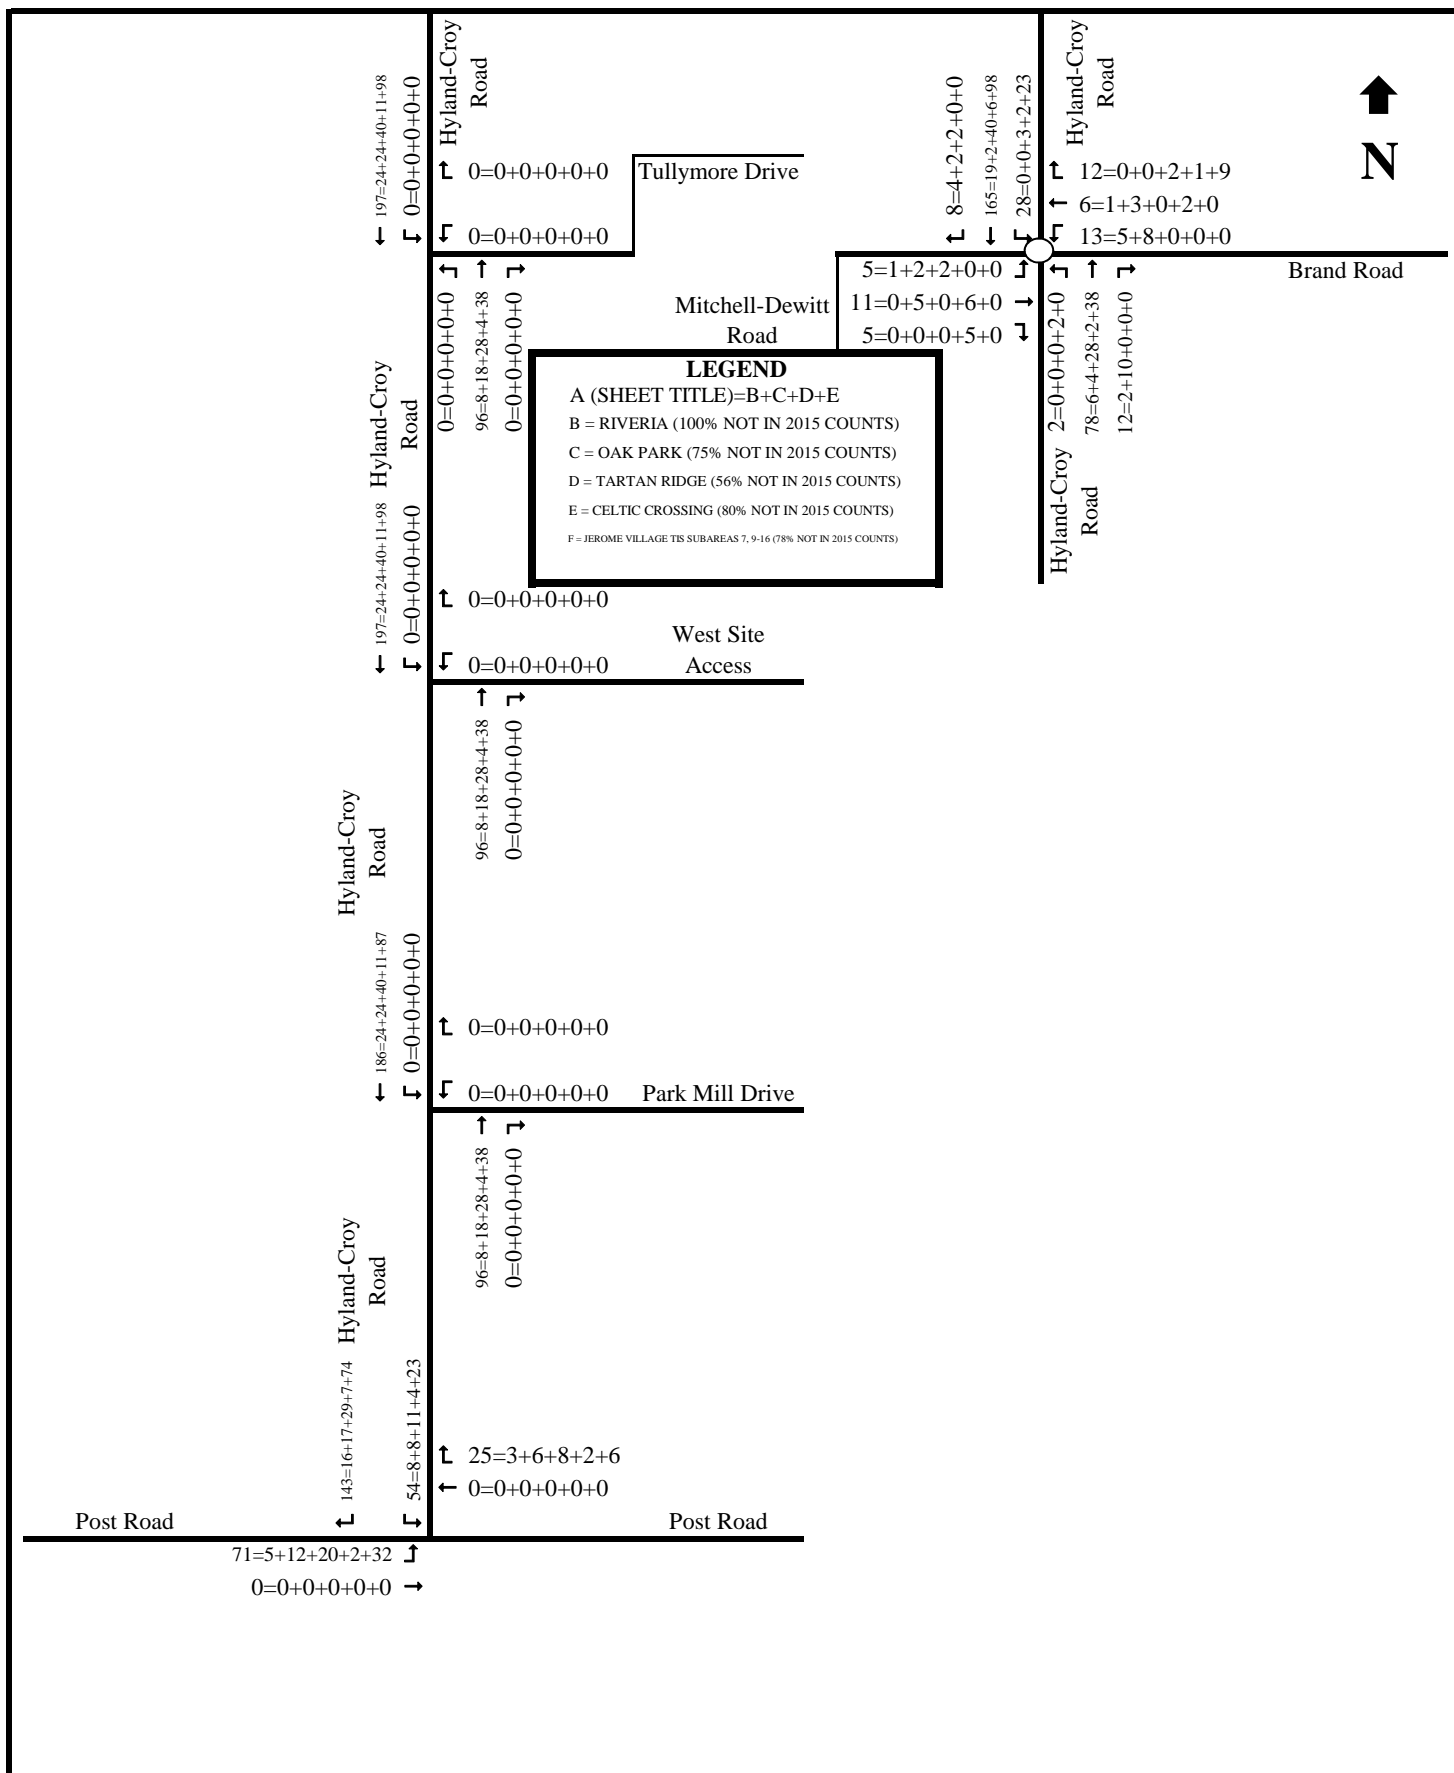 Hyland-Croy
Road
197=24+24+40+11+98
0=0+0+0+0+0
0=0+0+0+0+0
Tullymore Drive
0=0+0+0+0+0
0=0+0+0+0+0
96=8+18+28+4+38
0=0+0+0+0+0
Hyland-Croy
Road
8=4+2+2+0+0
165=19+2+40+6+98
28=0+0+3+2+23
12=0+0+2+1+9
6=1+3+0+2+0
13=5+8+0+0+0
N
Brand Road
Mitchell-Dewitt
Road
5=1+2+2+0+0
11=0+5+0+6+0
5=0+0+0+5+0
2=0+0+0+2+0
78=6+4+28+2+38
12=2+10+0+0+0
Hyland-Croy
Road
LEGEND
A (SHEET TITLE)=B+C+D+E
B = RIVERIA (100% NOT IN 2015 COUNTS)
C = OAK PARK (75% NOT IN 2015 COUNTS)
D = TARTAN RIDGE (56% NOT IN 2015 COUNTS)
E = CELTIC CROSSING (80% NOT IN 2015 COUNTS)
F = JEROME VILLAGE TIS SUBAREAS 7, 9-16 (78% NOT IN 2015 COUNTS)
Hyland-Croy
Road
197=24+24+40+11+98
0=0+0+0+0+0
0=0+0+0+0+0
West Site
Access
0=0+0+0+0+0
96=8+18+28+4+38
0=0+0+0+0+0
Hyland-Croy
Road
186=24+24+40+11+87
0=0+0+0+0+0
0=0+0+0+0+0
0=0+0+0+0+0
Park Mill Drive
96=8+18+28+4+38
0=0+0+0+0+0
Hyland-Croy
Road
143=16+17+29+7+74
54=8+8+11+4+23
25=3+6+8+2+6
0=0+0+0+0+0
Post Road
Post Road
71=5+12+20+2+32
0=0+0+0+0+0